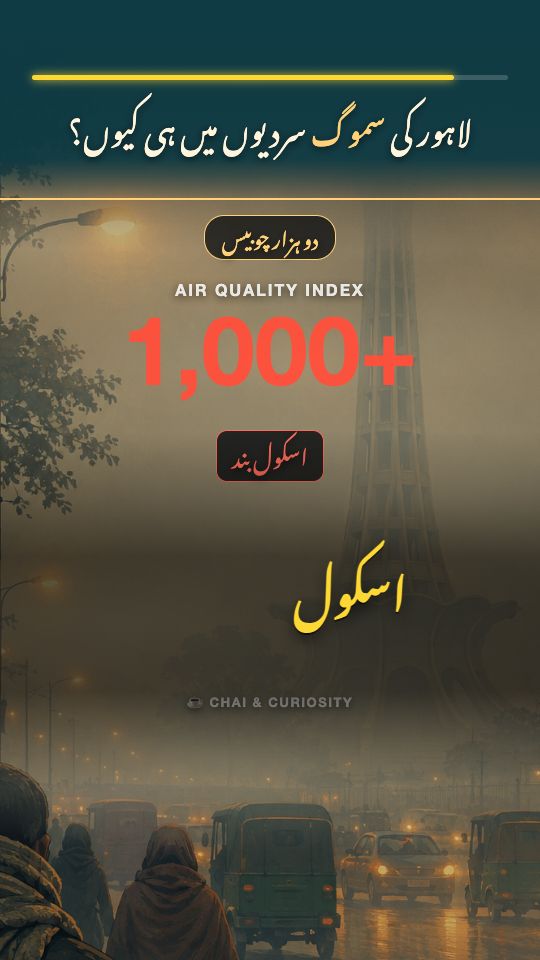 لاہور کی سموگ سردیوں میں ہی کیوں؟
دو ہزار چوبیس
AIR QUALITY INDEX
1,000+
اسکول بند
اسکول
CHAI & CURIOSITY